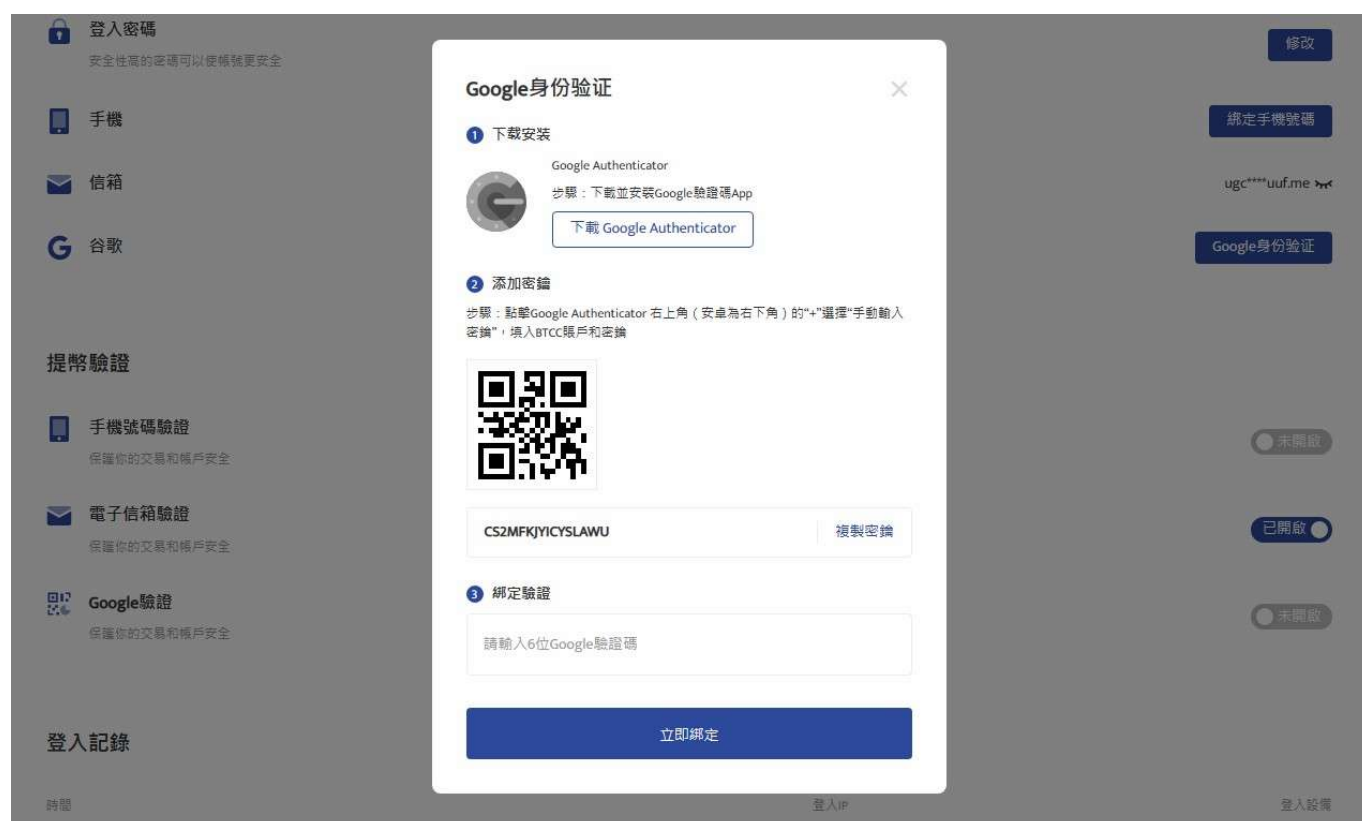 登入密碼
安全性高的密碼可以使帳號更安全
修改
手機
綁定手機號碼
信箱
ugc****uuf.me
谷歌
Google身份验证
提幣驗證
手機號碼驗證
保護你的交易和帳戶安全
未開啟
電子信箱驗證
保護你的交易和帳戶安全
已開啟
Google驗證
保護你的交易和帳戶安全
未開啟
登入記錄
時間
登入IP
登入設備
Google身份验证
1 下载安装
Google Authenticator
步驟：下載並安裝Google驗證碼App
下載 Google Authenticator
2 添加密鑰
步驟：點擊Google Authenticator 右上角（安卓為右下角）的“+”選擇“手動輸入
密鑰”，填入BTCC賬戶和密鑰
CS2MFKJYICYSLAWU
複製密鑰
3 綁定驗證
請輸入6位Google驗證碼
立即綁定